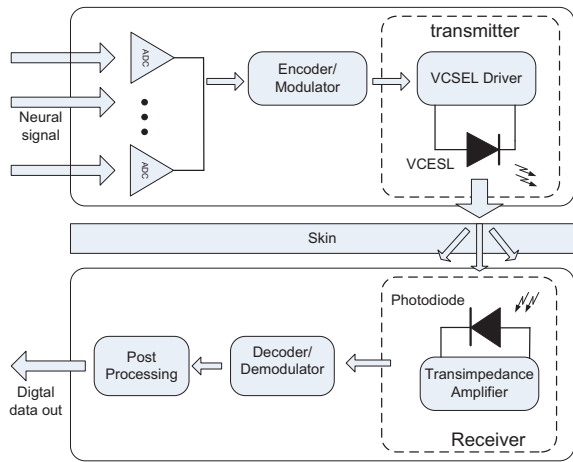 transmitter
ADC
Encoder/
Modulator
VCSEL Driver
Neural
signal
ADC
VCESL
Skin
Photodiode
Post
Processing
Decoder/
Demodulator
Transimpedance
Amplifier
Digtal
data out
Receiver